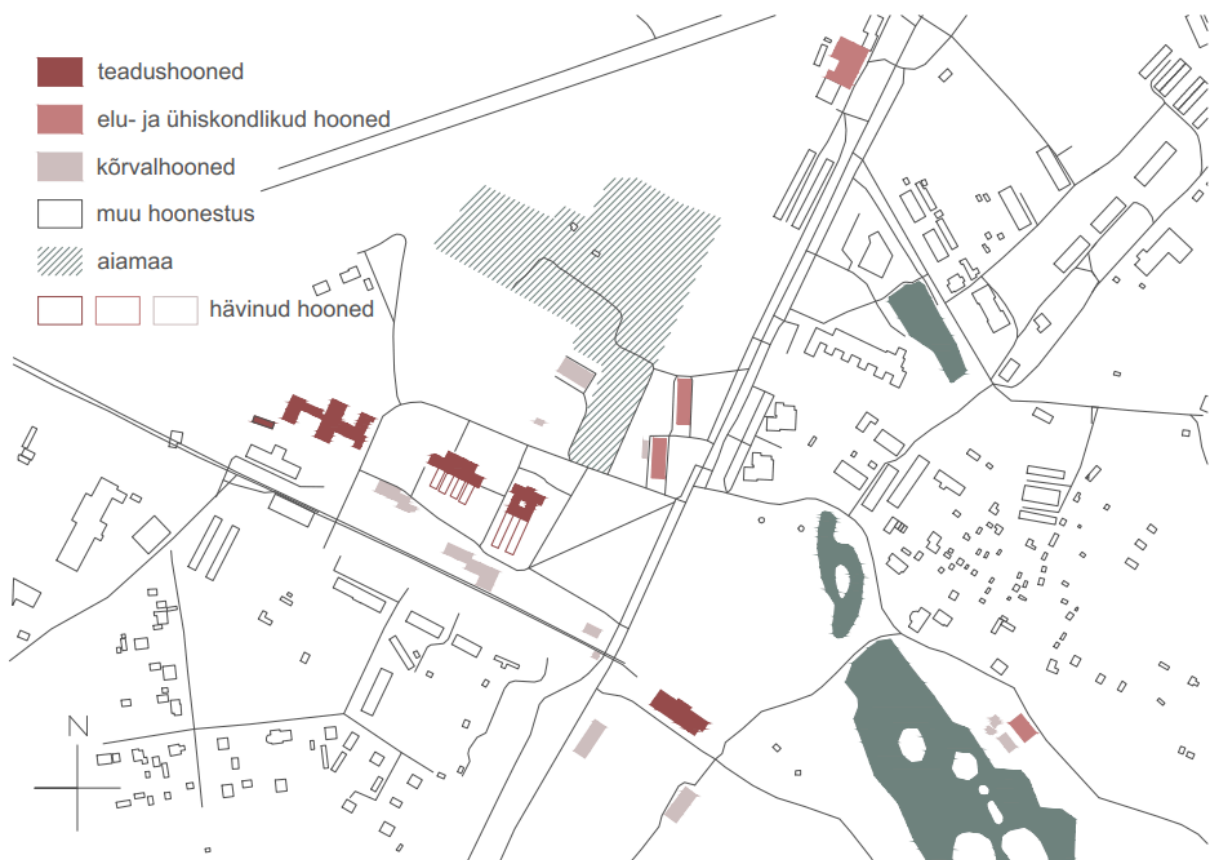 teadushooned
elu- ja ühiskondlikud hooned
kõrvalhooned
muu hoonestus
aiamaa
hävinud hooned
N